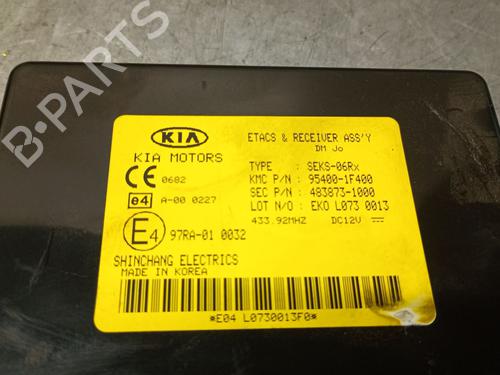 B-PARTS
KIA
KIA MOTORS
ETACS & RECEIVER ASS'Y
DM Jo
CE 0682
TYPE : SEKS-06Rx
KMC P/N : 95400-1F400
e4 A-00 0227
SEC P/N : 483873-1000
LOT N/O : EKO L073 0013
433.92MHZ DC12V
E4 97RA-01 0032
SHINCHANG ELECTRICS
MADE IN KOREA
*E04 L0730013F0*